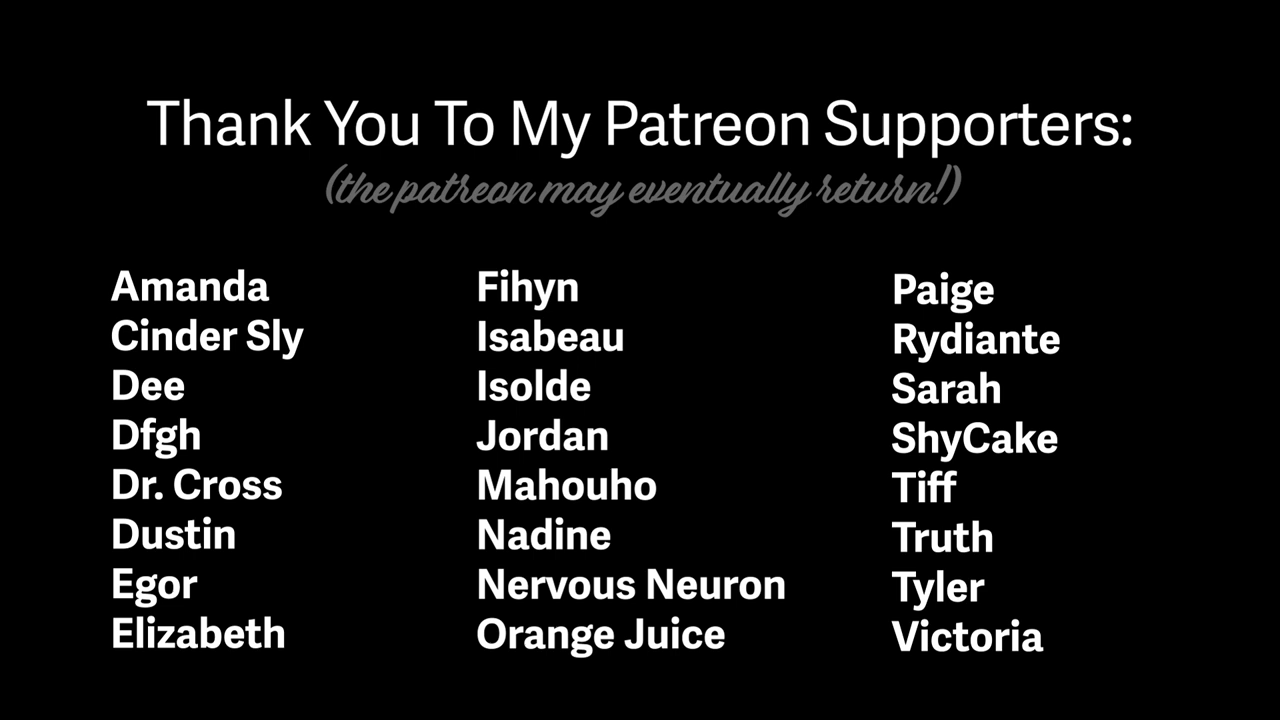 Thank You To My Patreon Supporters:
(the patreon may eventually return!)
Amanda
Cinder Sly
Dee
Dfgh
Dr. Cross
Dustin
Egor
Elizabeth
Fihyn
Isabeau
Isolde
Jordan
Mahouho
Nadine
Nervous Neuron
Orange Juice
Paige
Rydiante
Sarah
ShyCake
Tiff
Truth
Tyler
Victoria